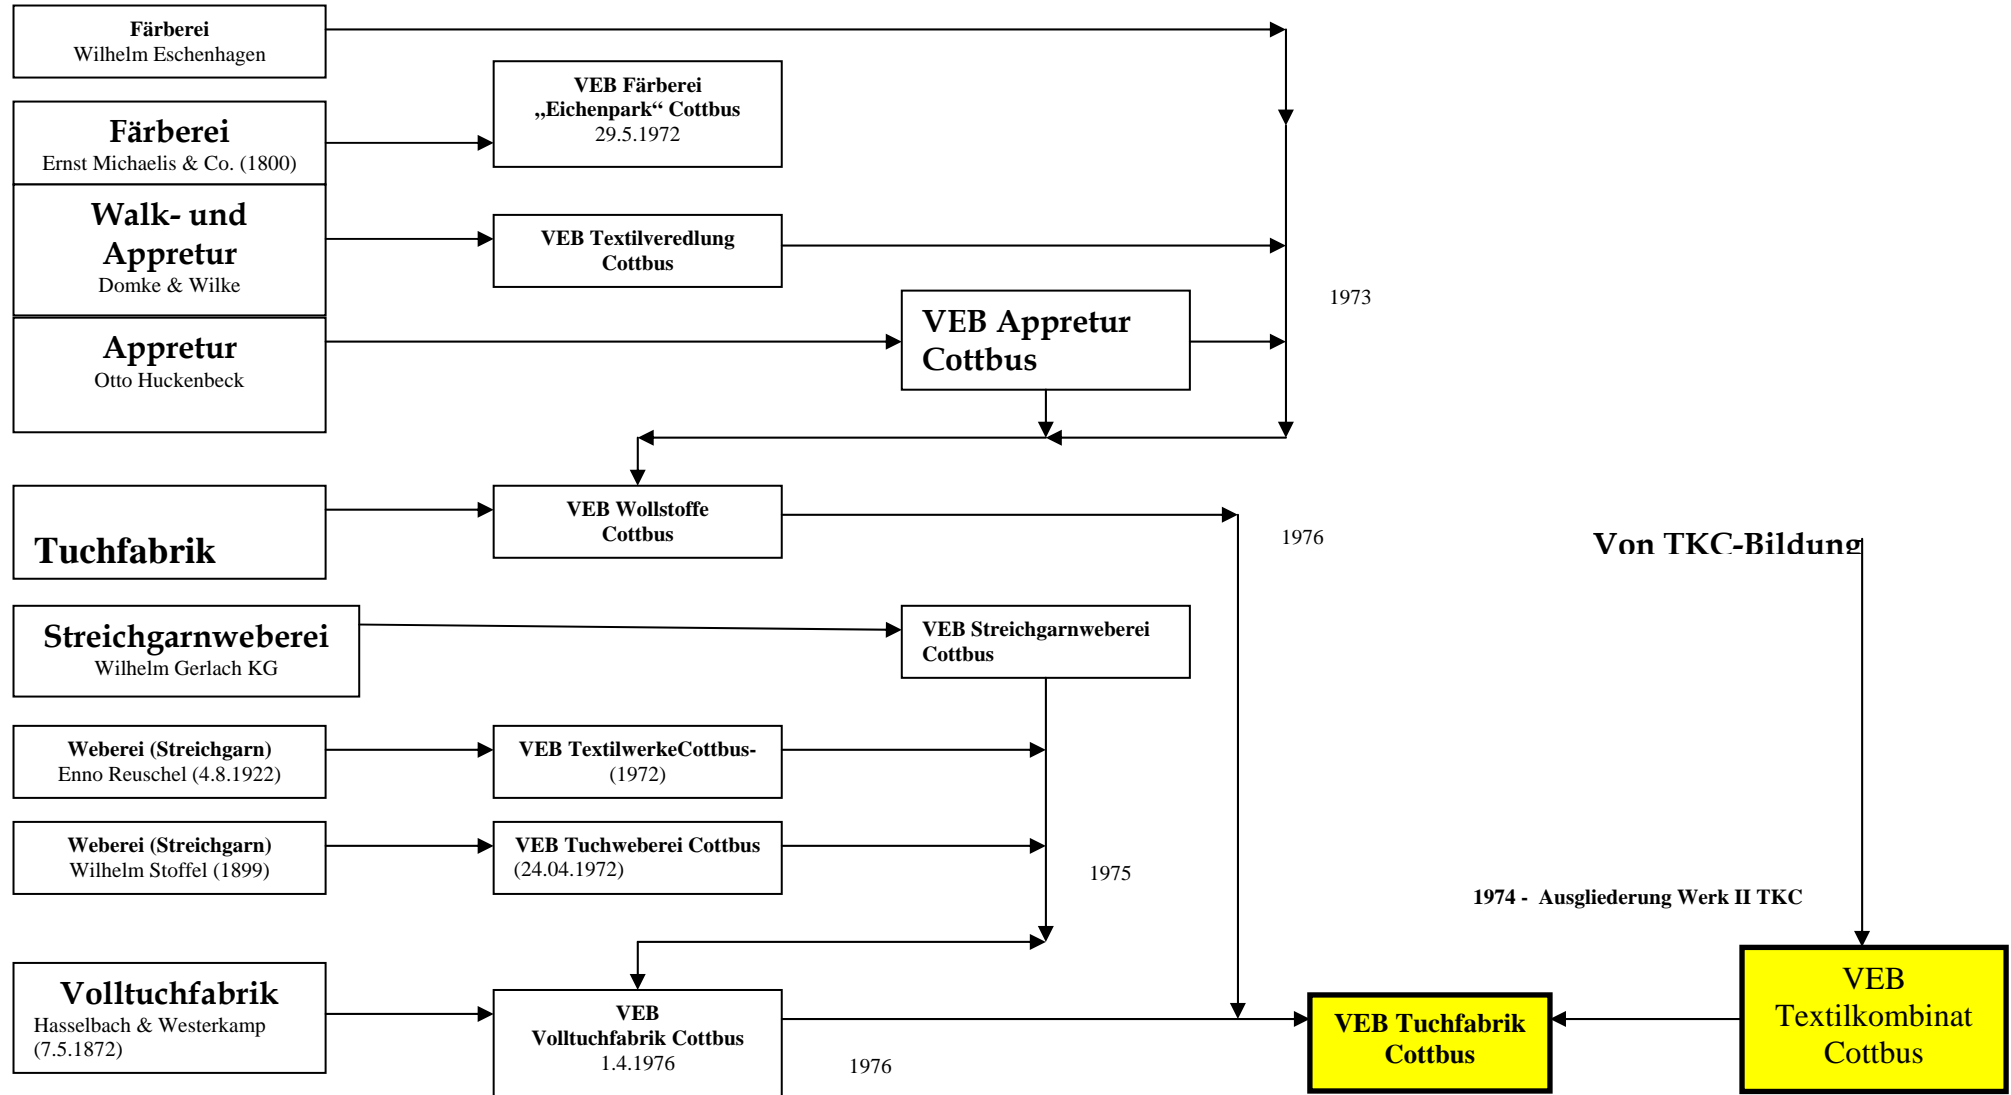 Färberei
Wilhelm Eschenhagen
VEB Färberei
„Eichenpark“ Cottbus
29.5.1972
Färberei
Ernst Michaelis & Co. (1800)
Walk- und
Appretur
Domke & Wilke
VEB Textilveredlung
Cottbus
1973
Appretur
Otto Huckenbeck
VEB Appretur
Cottbus
Tuchfabrik
VEB Wollstoffe
Cottbus
1976
Von TKC-Bildung
Streichgarnweberei
Wilhelm Gerlach KG
VEB Streichgarnweberei
Cottbus
Weberei (Streichgarn)
Enno Reuschel (4.8.1922)
VEB TextilwerkeCottbus-
(1972)
Weberei (Streichgarn)
Wilhelm Stoffel (1899)
VEB Tuchweberei Cottbus
(24.04.1972)
1975
1974 - Ausgliederung Werk II TKC
Volltuchfabrik
Hasselbach & Westerkamp
(7.5.1872)
VEB
Volltuchfabrik Cottbus
1.4.1976
1976
VEB Tuchfabrik
Cottbus
VEB
Textilkombinat
Cottbus